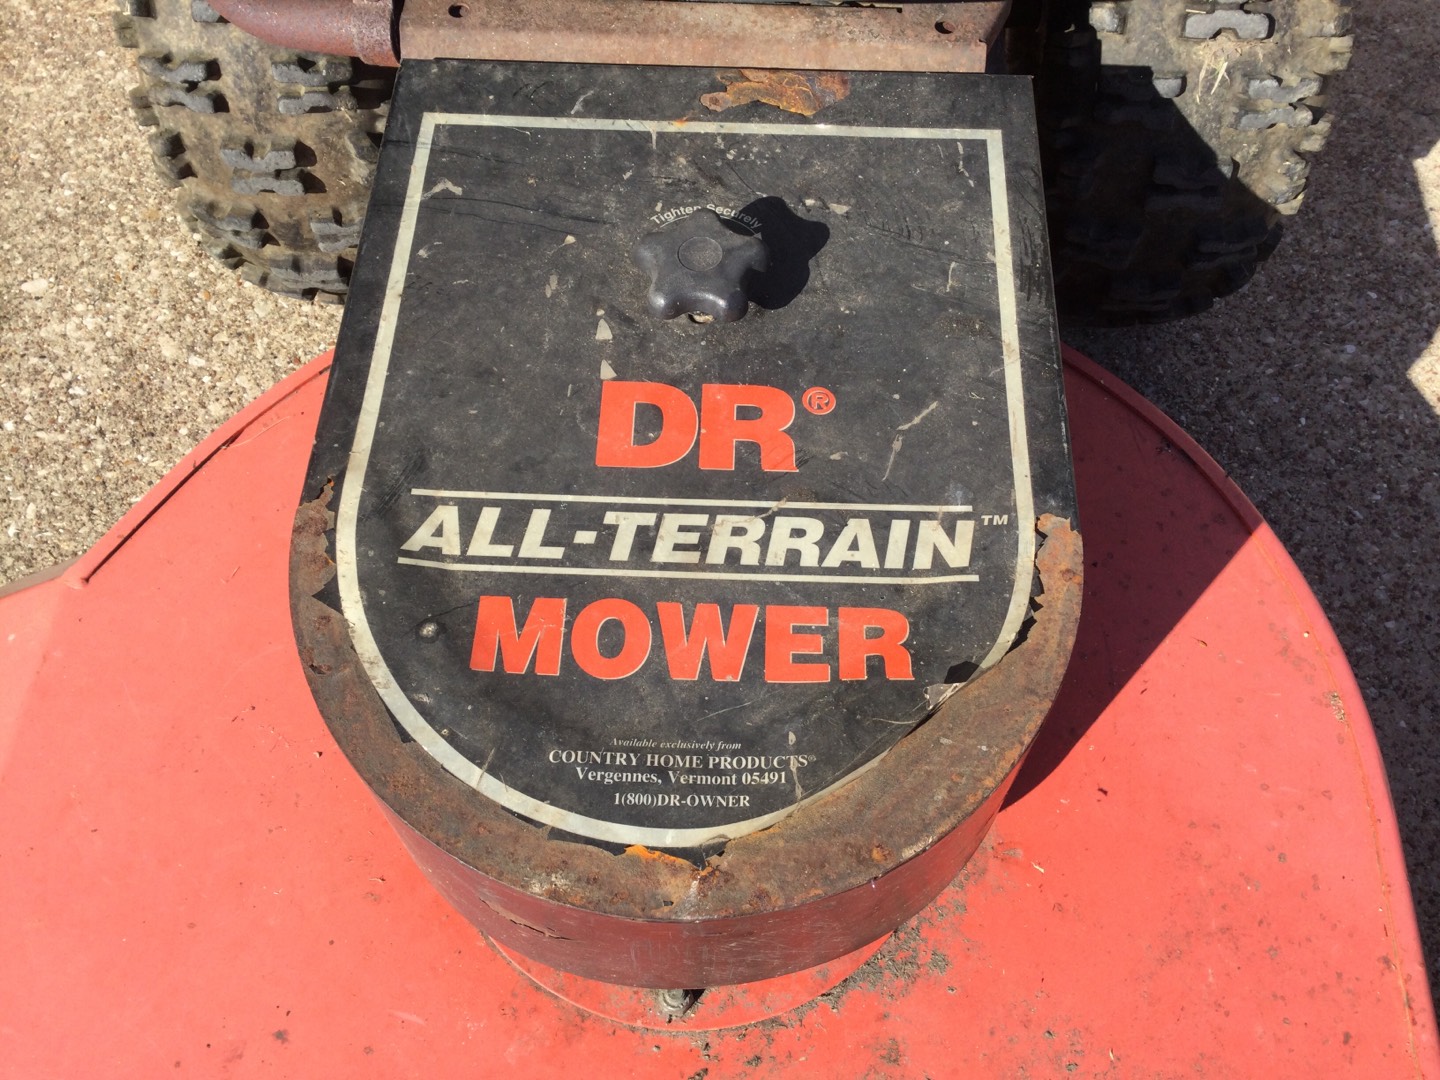 Tighten Securely
DR®
ALL-TERRAIN™
MOWER
Available exclusively from
COUNTRY HOME PRODUCTS®
Vergennes, Vermont 05491
1(800)DR-OWNER